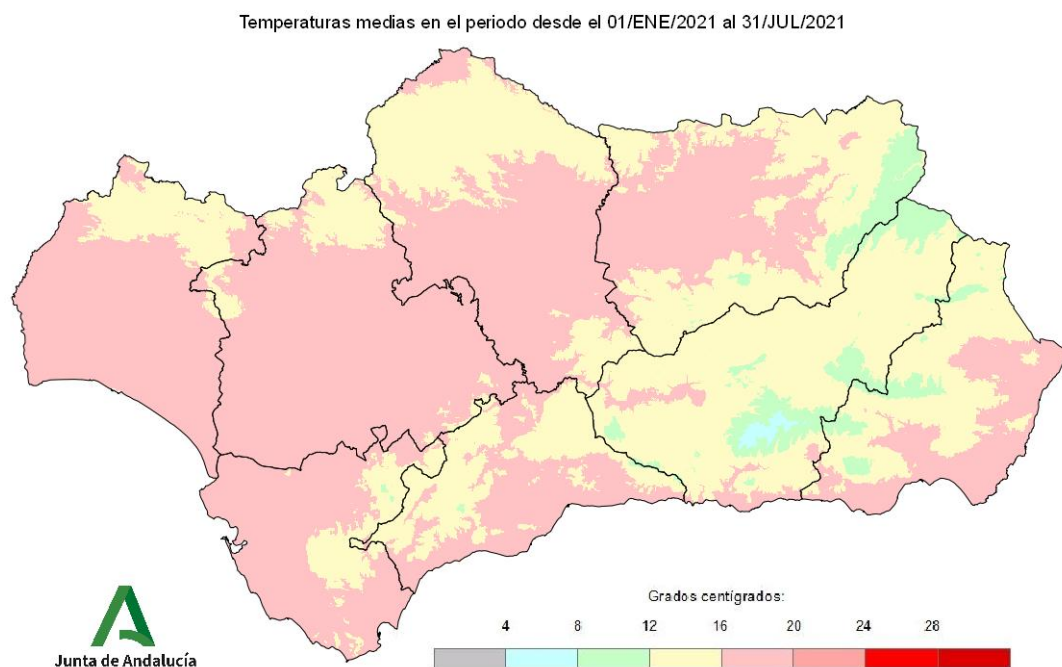 Temperaturas medias en el periodo desde el 01/ENE/2021 al 31/JUL/2021
Grados centígrados:
4 8 12 16 20 24 28
Junta de Andalucía